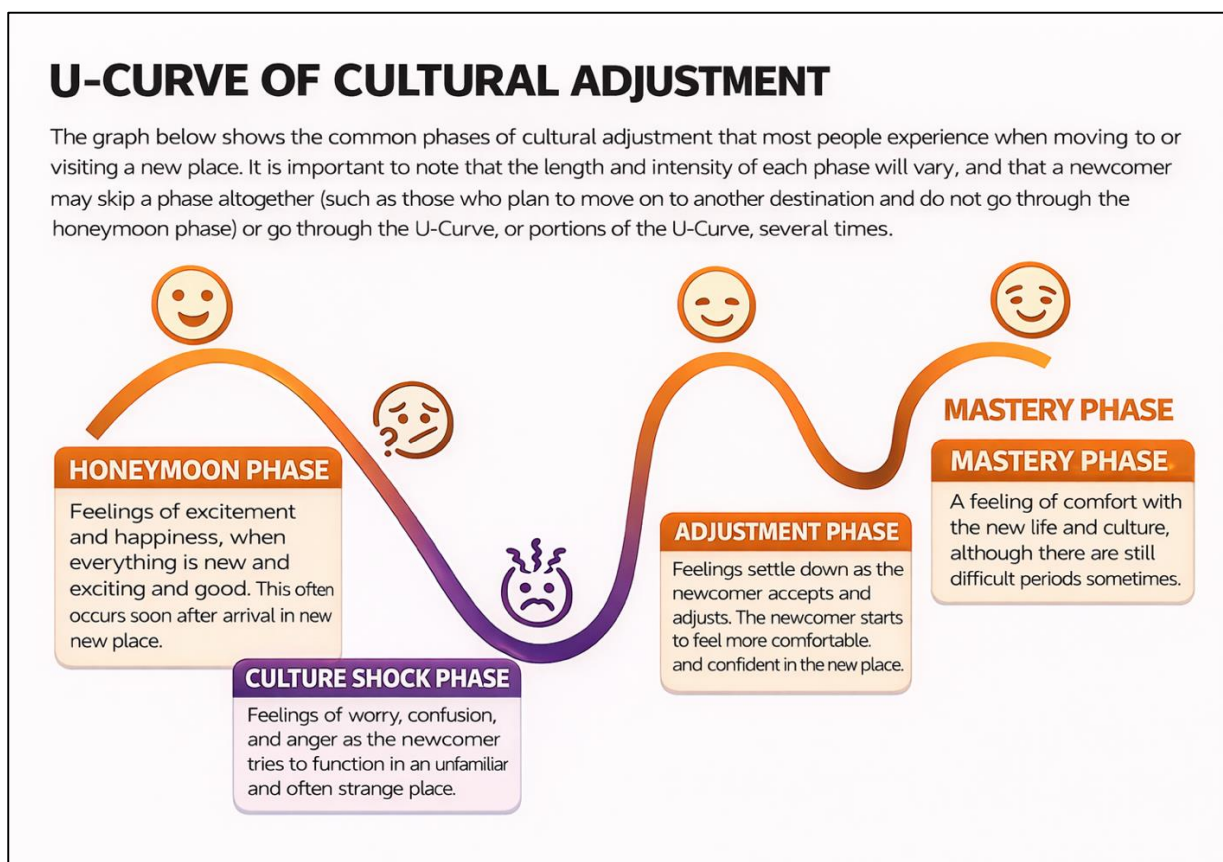 U-CURVE OF CULTURAL ADJUSTMENT
The graph below shows the common phases of cultural adjustment that most people experience when moving to or
visiting a new place. It is important to note that the length and intensity of each phase will vary, and that a newcomer
may skip a phase altogether (such as those who plan to move on to another destination and do not go through the
honeymoon phase) or go through the U-Curve, or portions of the U-Curve, several times.
HONEYMOON PHASE
Feelings of excitement
and happiness, when
everything is new and
exciting and good. This often
occurs soon after arrival in new
new place.
?
CULTURE SHOCK PHASE
Feelings of worry, confusion,
and anger as the newcomer
tries to function in an unfamiliar
and often strange place.
ADJUSTMENT PHASE
Feelings settle down as the
newcomer accepts and
adjusts. The newcomer starts
to feel more comfortable.
and confident in the new place.
MASTERY PHASE
MASTERY PHASE
A feeling of comfort with
the new life and culture,
although there are still
difficult periods sometimes.